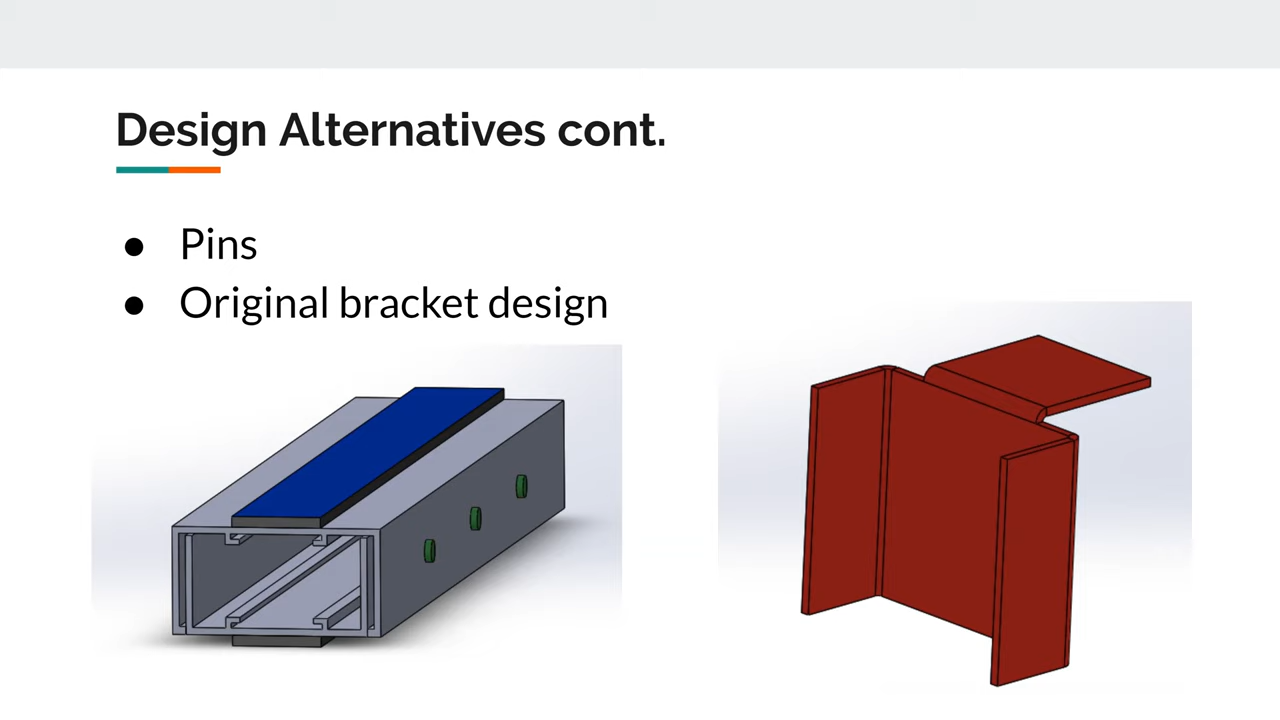 Design Alternatives cont.
● Pins
● Original bracket design